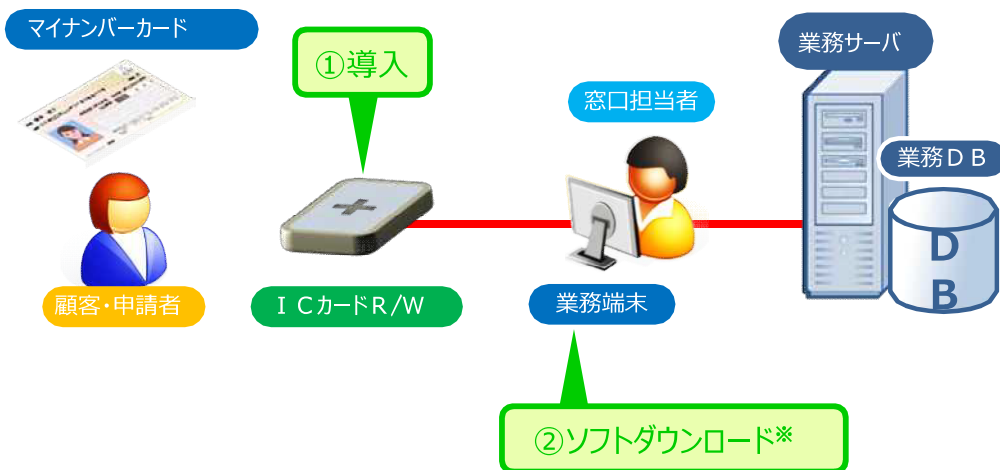 マイナンバーカード
①導入
業務サーバ
窓口担当者
業務ＤＢ
D
B
顧客・申請者
ＩＣカードR/W
業務端末
②ソフトダウンロード※